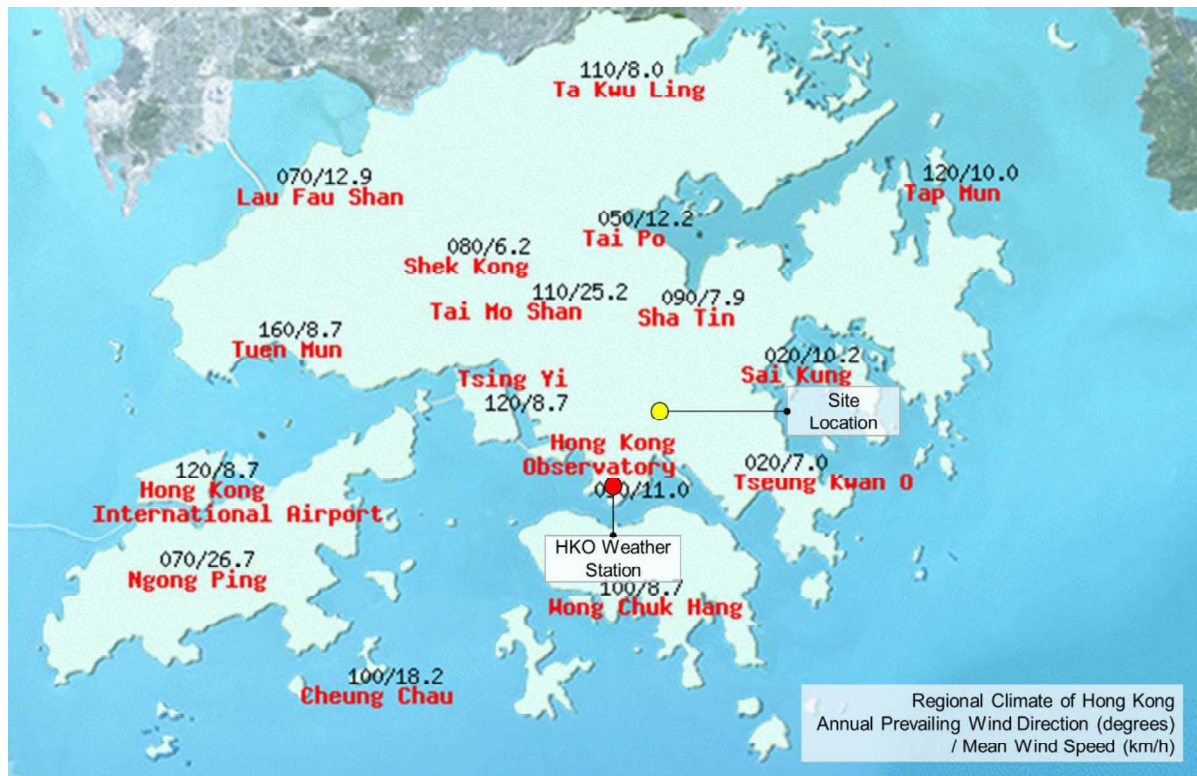 110/8.0
Ta Kwu Ling
070/12.9
Lau Fau Shan
120/10.0
Tap Mun
050/12.2
Tai Po
080/6.2
Shek Kong
110/25.2
Tai Mo Shan
090/7.9
Sha Tin
160/8.7
Tuen Mun
020/10.2
Sai Kung
Tsing Yi
120/8.7
Site
Location
Hong Kong
Observatory
/11.0
020/7.0
Tseung Kwan O
120/8.7
Hong Kong
International Airport
HKO Weather
Station
070/26.7
Ngong Ping
100/8.7
Wong Chuk Hang
100/18.2
Cheung Chau
Regional Climate of Hong Kong
Annual Prevailing Wind Direction (degrees)
/ Mean Wind Speed (km/h)